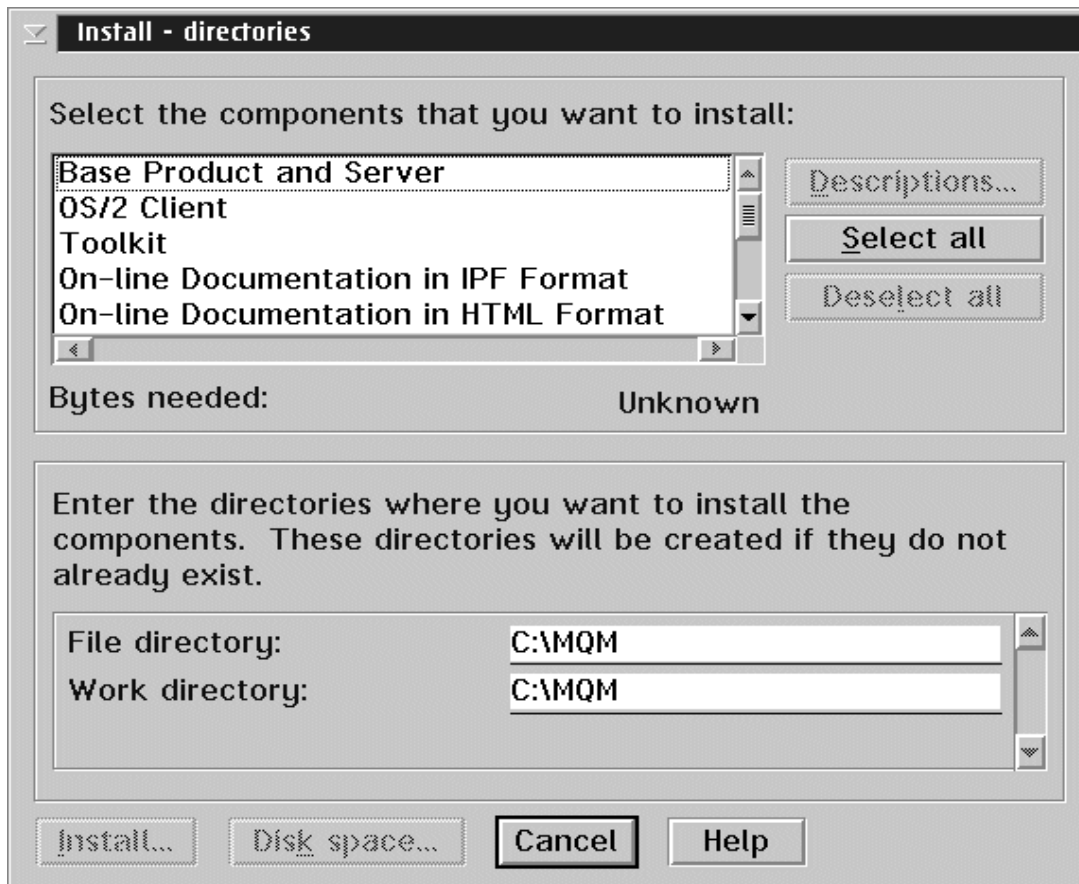 Install - directories
Select the components that you want to install:
Base Product and Server
OS/2 Client
Toolkit
On-line Documentation in IPF Format
On-line Documentation in HTML Format
Descriptions...
Select all
Deselect all
Bytes needed:
Unknown
Enter the directories where you want to install the
components.  These directories will be created if they do not
already exist.
File directory:
C:\MQM
Work directory:
C:\MQM
Install...
Disk space...
Cancel
Help